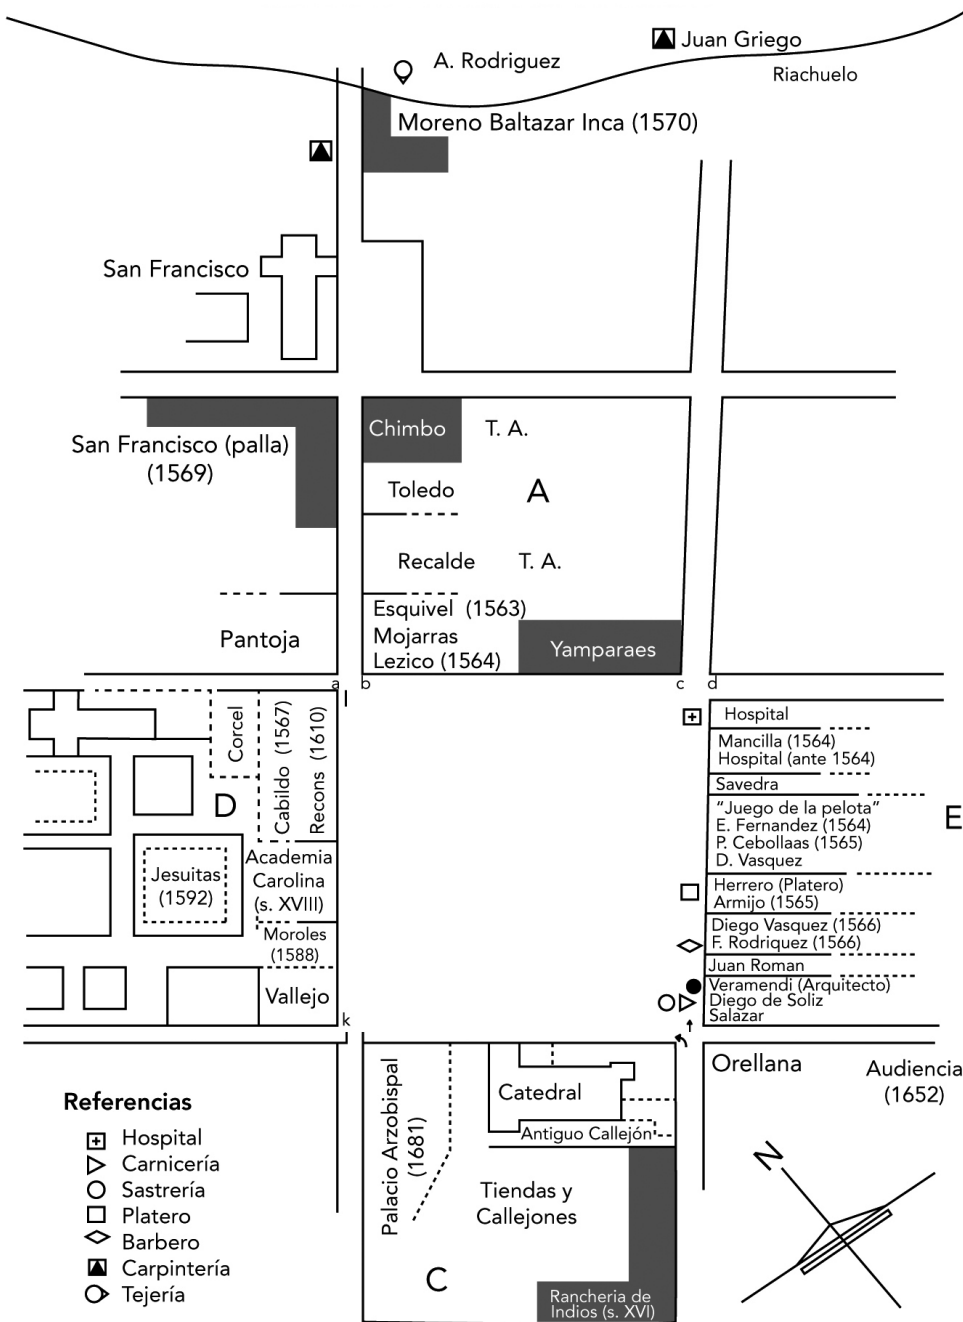 Juan Griego
A. Rodriguez
Riachuelo
Moreno Baltazar Inca (1570)
San Francisco
Chimbo
T. A.
San Francisco (palla)
(1569)
Toledo
A
Recalde
T. A.
Esquivel (1563)
Mojarras
Lezico (1564)
Pantoja
Yamparaes
a
b
c
d
l
Corcel
Cabildo (1567)
Recons (1610)
D
Jesuitas
(1592)
Academia
Carolina
(s. XVIII)
Moroles
(1588)
Vallejo
k
Hospital
Mancilla (1564)
Hospital (ante 1564)
Savedra
"Juego de la pelota"
E. Fernandez (1564)
P. Cebollaas (1565)
D. Vasquez
E
Herrero (Platero)
Armijo (1565)
Diego Vasquez (1566)
F. Rodriquez (1566)
Juan Roman
Veramendi (Arquitecto)
Diego de Soliz
Salazar
Orellana
Audiencia
(1652)
Palacio Arzobispal
(1681)
Catedral
Antiguo Callejón
Tiendas y
Callejones
C
Rancheria de
Indios (s. XVI)
N
Referencias
Hospital
Carnicería
Sastrería
Platero
Barbero
Carpintería
Tejería